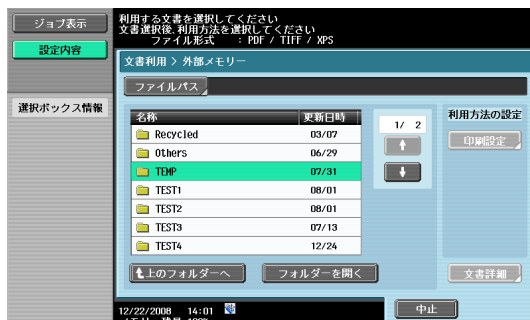 ジョブ表示
設定内容
選択ボックス情報
利用する文書を選択してください
文書選択後、利用方法を選択してください
ファイル形式 : PDF / TIFF / XPS
文書利用 > 外部メモリー
ファイルパス
名称 更新日時
Recycled 03/07
Others 06/29
TEMP 07/31
TEST1 08/01
TEST2 08/01
TEST3 07/13
TEST4 12/24
1/ 2
上のフォルダーへ
フォルダーを開く
利用方法の設定
印刷設定
文書詳細
12/22/2008 14:01
中止